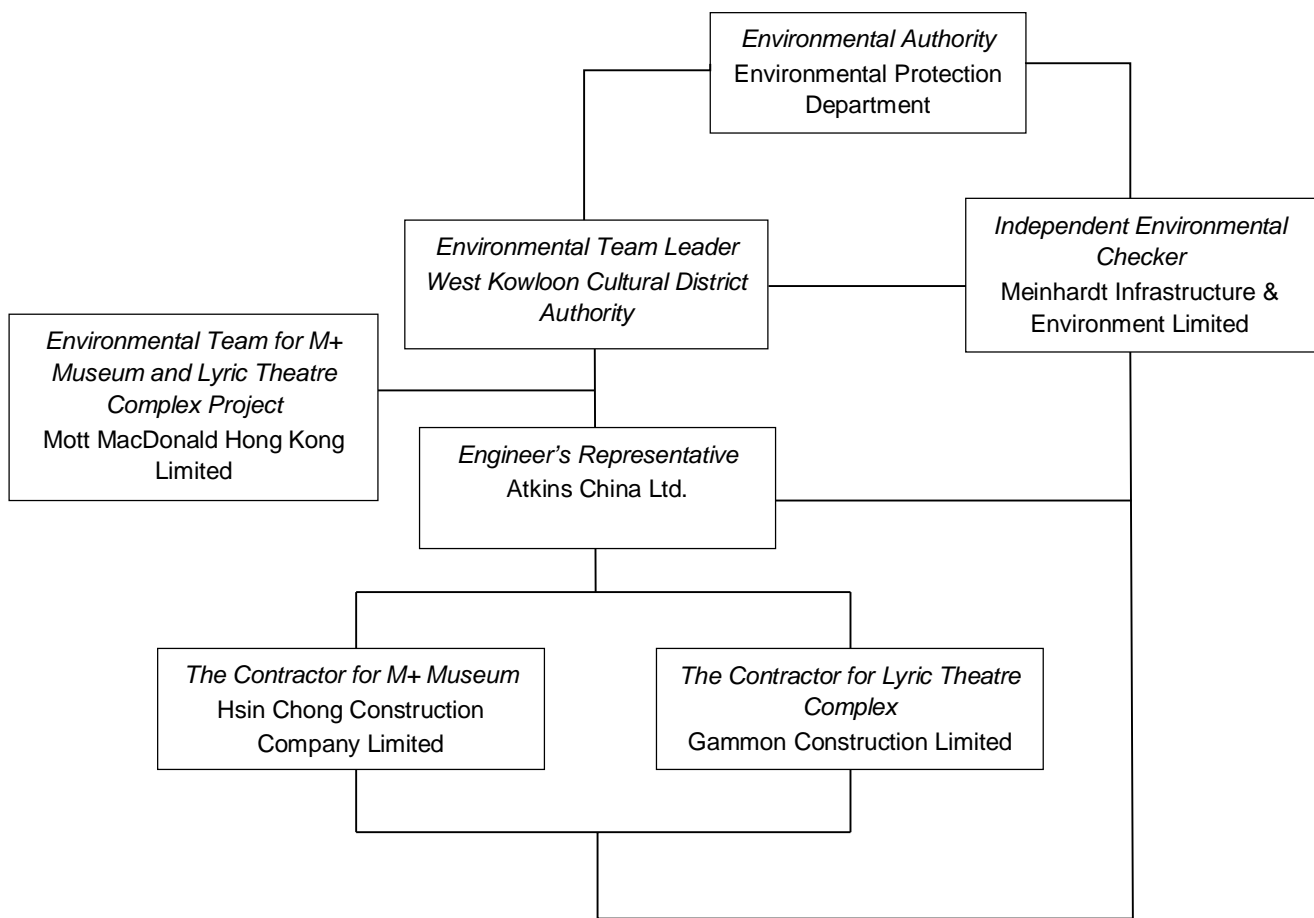 Environmental Authority
Environmental Protection
Department
Environmental Team Leader
West Kowloon Cultural District
Authority
Independent Environmental
Checker
Meinhardt Infrastructure &
Environment Limited
Environmental Team for M+
Museum and Lyric Theatre
Complex Project
Mott MacDonald Hong Kong
Limited
Engineer’s Representative
Atkins China Ltd.
The Contractor for M+ Museum
Hsin Chong Construction
Company Limited
The Contractor for Lyric Theatre
Complex
Gammon Construction Limited